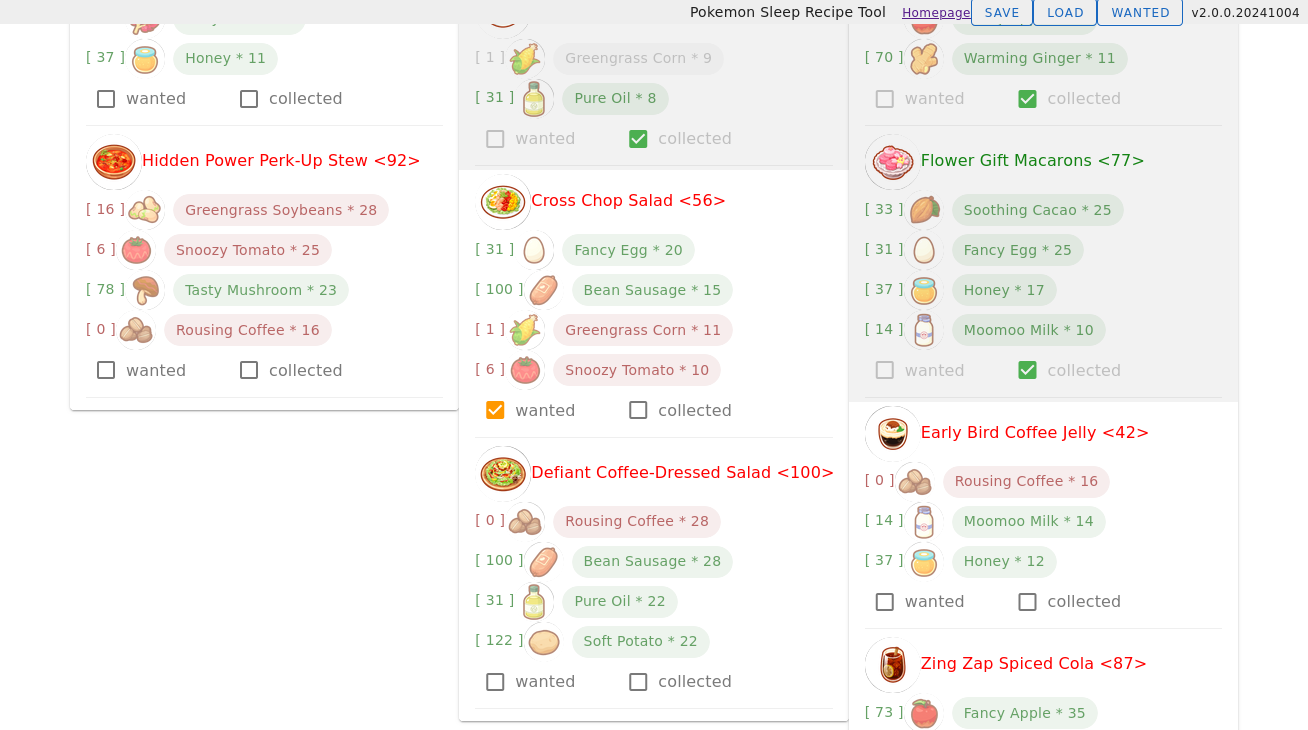 Pokemon Sleep Recipe Tool Homepage SAVE LOAD WANTED v2.0.0.20241004
[ 37 ] Honey * 11
wanted collected
Hidden Power Perk-Up Stew <92>
[ 16 ] Greengrass Soybeans * 28
[ 6 ] Snoozy Tomato * 25
[ 78 ] Tasty Mushroom * 23
[ 0 ] Rousing Coffee * 16
wanted collected
[ 1 ] Greengrass Corn * 9
[ 31 ] Pure Oil * 8
wanted collected
Cross Chop Salad <56>
[ 31 ] Fancy Egg * 20
[ 100 ] Bean Sausage * 15
[ 1 ] Greengrass Corn * 11
[ 6 ] Snoozy Tomato * 10
wanted collected
Defiant Coffee-Dressed Salad <100>
[ 0 ] Rousing Coffee * 28
[ 100 ] Bean Sausage * 28
[ 31 ] Pure Oil * 22
[ 122 ] Soft Potato * 22
wanted collected
[ 70 ] Warming Ginger * 11
wanted collected
Flower Gift Macarons <77>
[ 33 ] Soothing Cacao * 25
[ 31 ] Fancy Egg * 25
[ 37 ] Honey * 17
[ 14 ] Moomoo Milk * 10
wanted collected
Early Bird Coffee Jelly <42>
[ 0 ] Rousing Coffee * 16
[ 14 ] Moomoo Milk * 14
[ 37 ] Honey * 12
wanted collected
Zing Zap Spiced Cola <87>
[ 73 ] Fancy Apple * 35